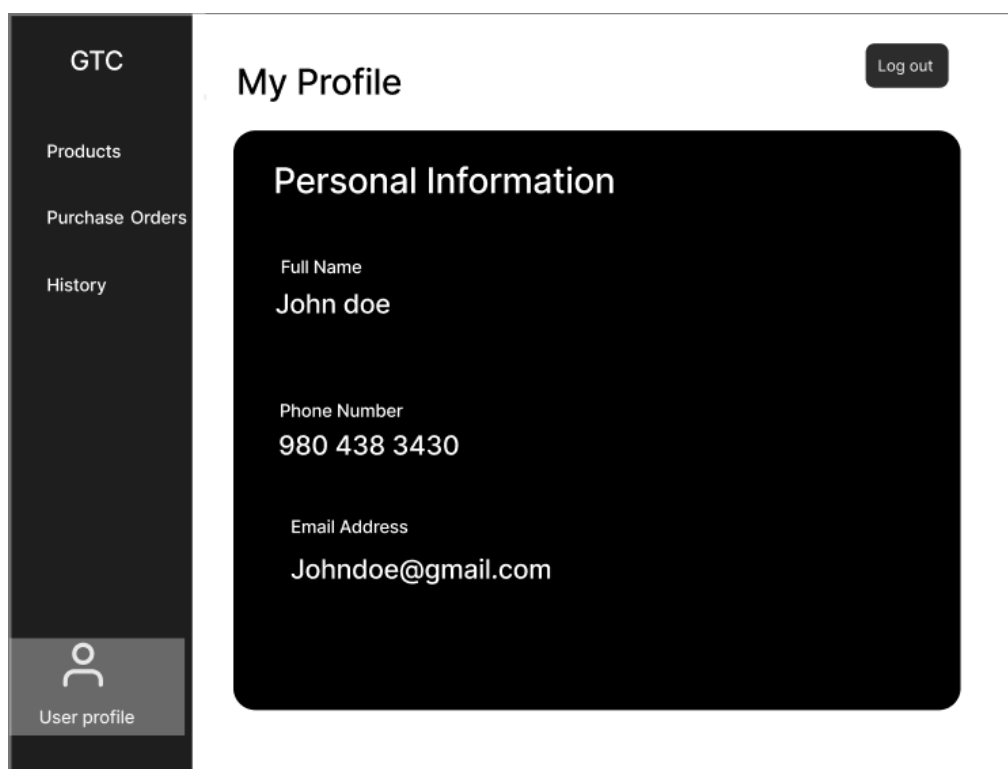 GTC
Products
Purchase Orders
History
User profile
My Profile
Log out
Personal Information
Full Name
John doe
Phone Number
980 438 3430
Email Address
Johndoe@gmail.com